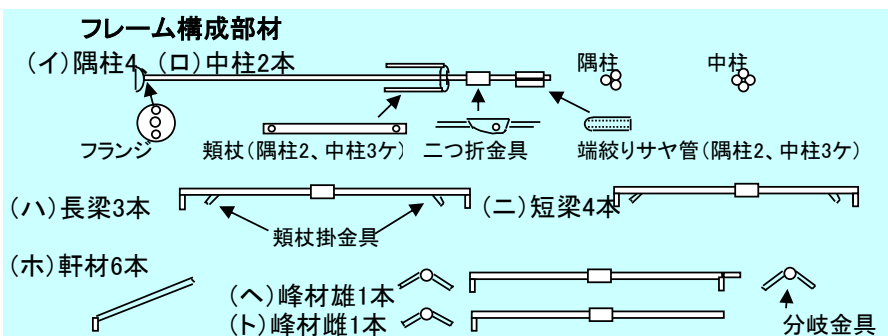 フレーム構成部材
(イ)隅柱4、(ロ)中柱2本
隅柱
中柱
フランジ
頬杖(隅柱2、中柱3ケ)
二つ折金具
端絞りサヤ管(隅柱2、中柱3ケ)
(ハ)長梁3本
(ニ)短梁4本
頬杖掛金具
(ホ)軒材6本
(ヘ)峰材雄1本
(ト)峰材雌1本
分岐金具